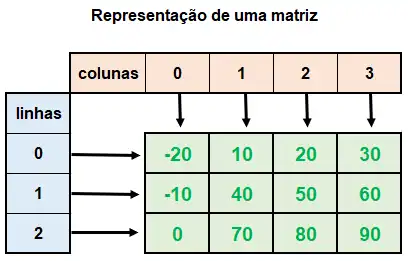 Representação de uma matriz
colunas 0 1 2 3
linhas
0 -20 10 20 30
1 -10 40 50 60
2 0 70 80 90